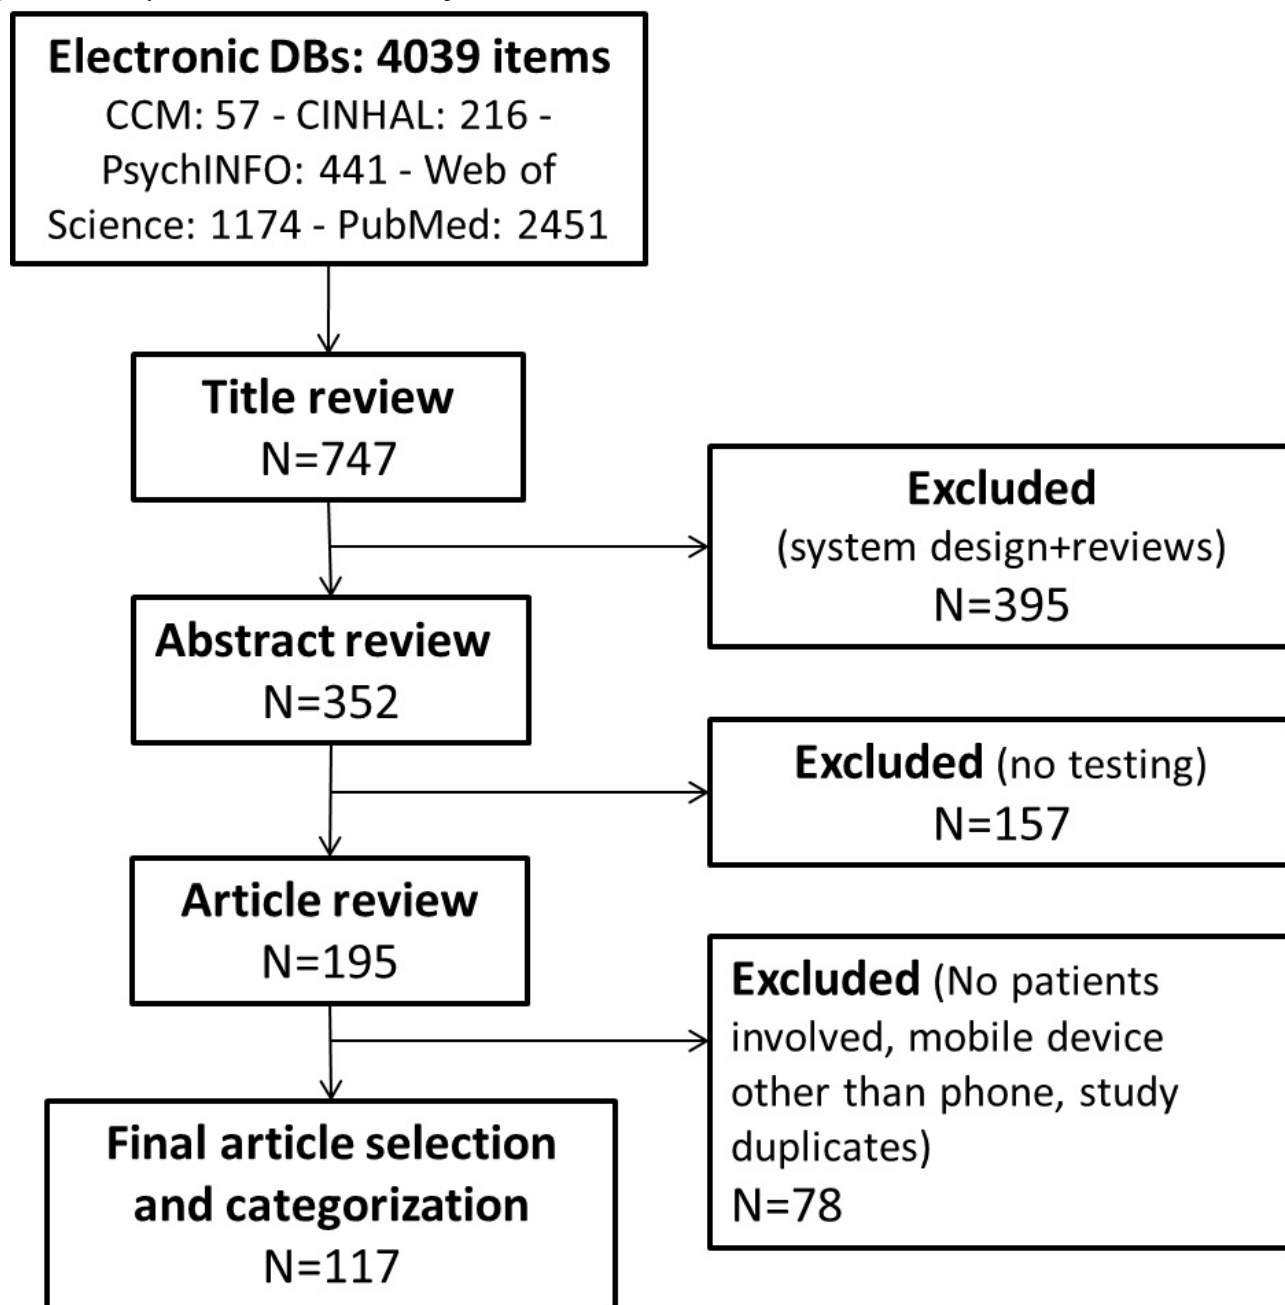 Electronic DBs: 4039 items
CCM: 57 - CINHAL: 216 -
PsychINFO: 441 - Web of
Science: 1174 - PubMed: 2451
Title review
N=747
Excluded
(system design+reviews)
N=395
Abstract review
N=352
Excluded (no testing)
N=157
Article review
N=195
Excluded (No patients
involved, mobile device
other than phone, study
duplicates)
N=78
Final article selection
and categorization
N=117